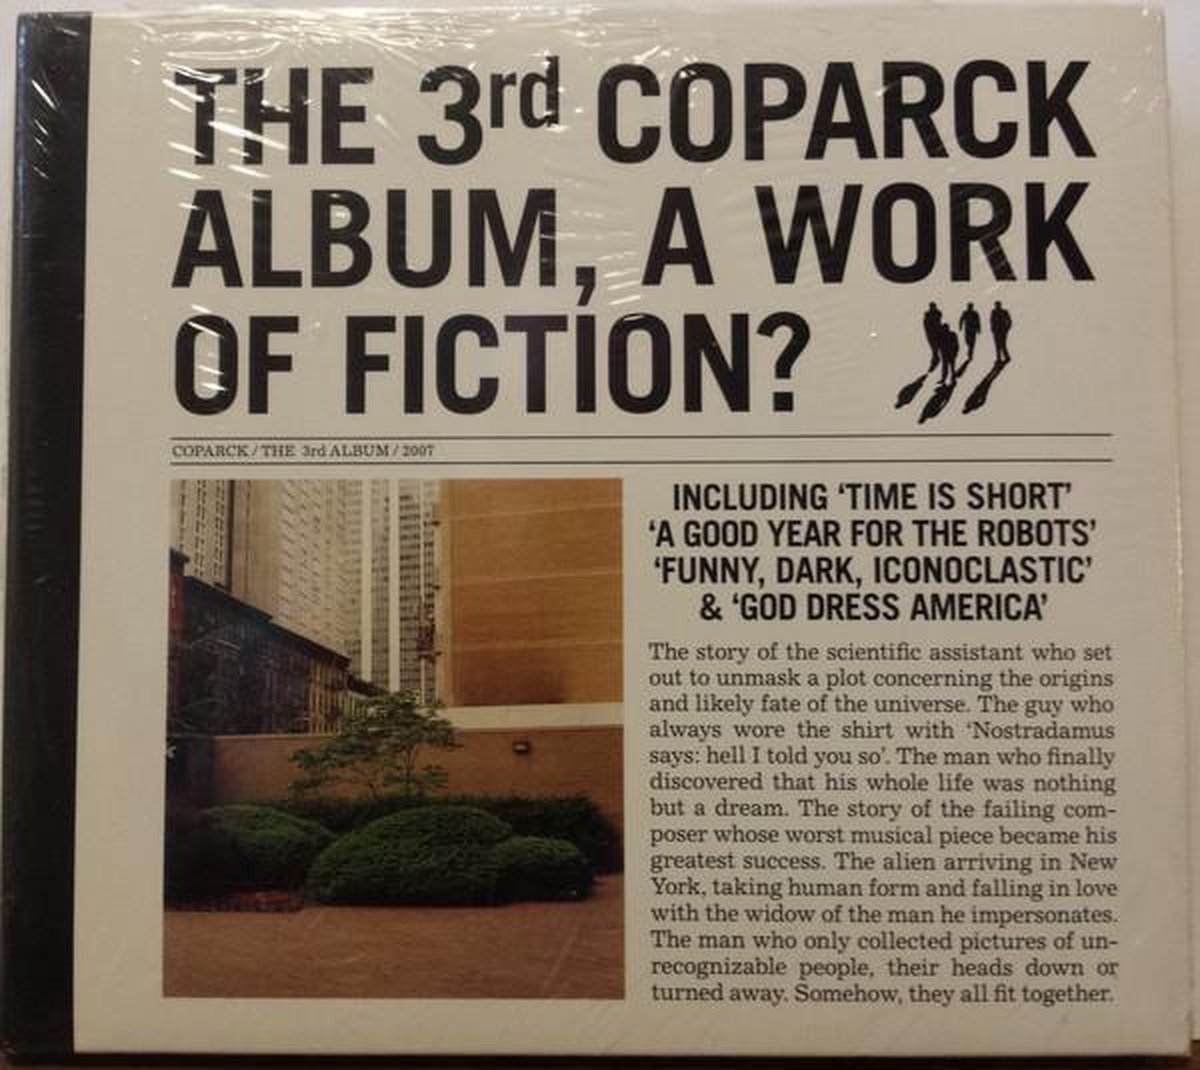 THE 3rd COPARCK
ALBUM, A WORK
OF FICTION?
COPARCK / THE 3rd ALBUM / 2007
INCLUDING ‘TIME IS SHORT’
‘A GOOD YEAR FOR THE ROBOTS’
‘FUNNY, DARK, ICONOCLASTIC’
& ‘GOD DRESS AMERICA’
The story of the scientific assistant who set
out to unmask a plot concerning the origins
and likely fate of the universe. The guy who
always wore the shirt with ‘Nostradamus
says: hell I told you so’. The man who finally
discovered that his whole life was nothing
but a dream. The story of the failing com-
poser whose worst musical piece became his
greatest success. The alien arriving in New
York, taking human form and falling in love
with the widow of the man he impersonates.
The man who only collected pictures of un-
recognizable people, their heads down or
turned away. Somehow, they all fit together.